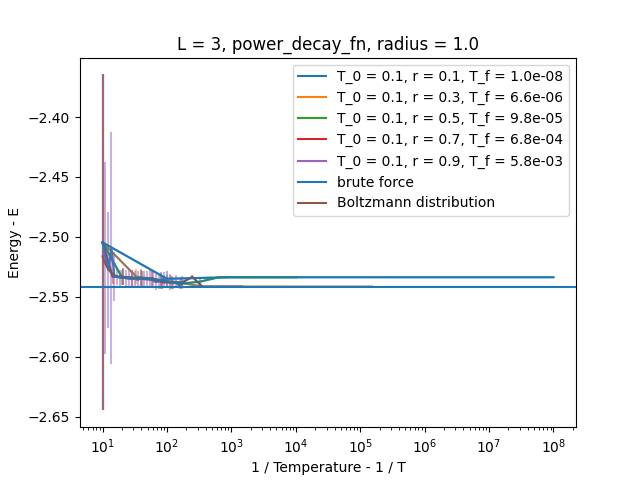 L = 3, power_decay_fn, radius = 1.0
T_0 = 0.1, r = 0.1, T_f = 1.0e-08
T_0 = 0.1, r = 0.3, T_f = 6.6e-06
T_0 = 0.1, r = 0.5, T_f = 9.8e-05
T_0 = 0.1, r = 0.7, T_f = 6.8e-04
T_0 = 0.1, r = 0.9, T_f = 5.8e-03
brute force
Boltzmann distribution
Energy - E
−2.40
−2.45
−2.50
−2.55
−2.60
−2.65
10¹ 10² 10³ 10⁴ 10⁵ 10⁶ 10⁷ 10⁸
1 / Temperature - 1 / T